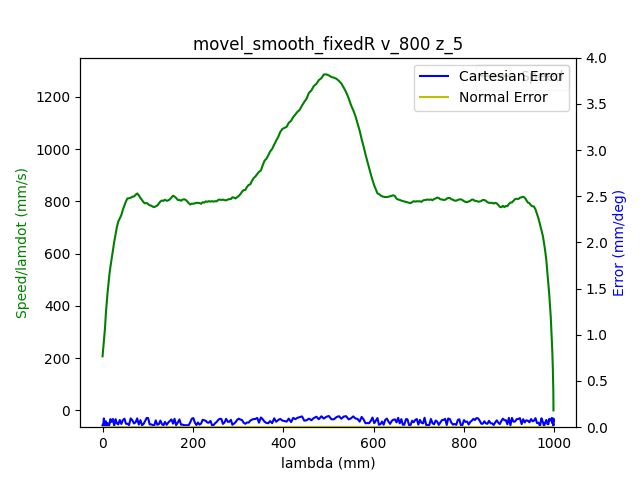 movel_smooth_fixedR v_800 z_5
Cartesian Error
Normal Error
Speed/lamdot (mm/s)
1200
1000
800
600
400
200
0
4.0
3.5
3.0
2.5
2.0
1.5
1.0
0.5
0.0
Error (mm/deg)
0 200 400 600 800 1000
lambda (mm)